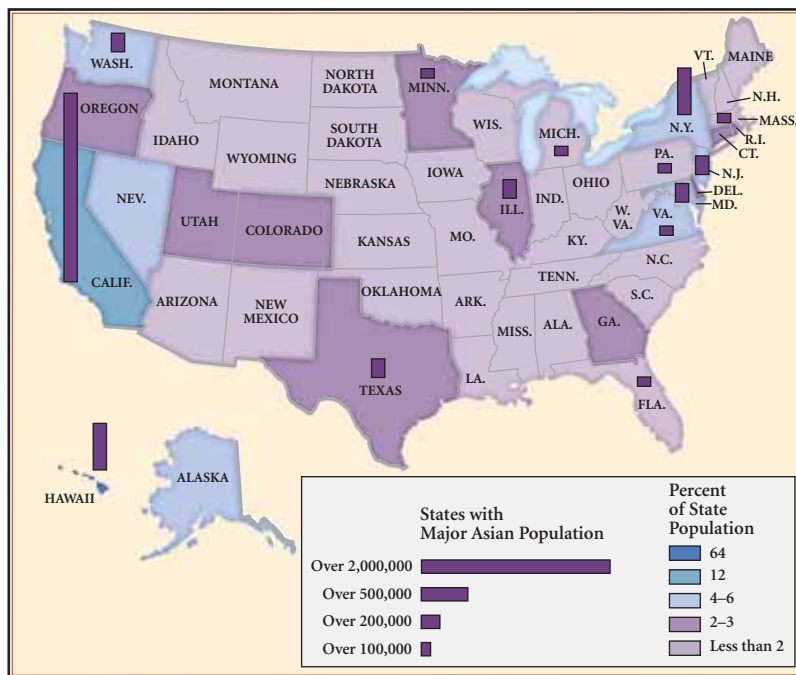 WASH.
MONTANA
NORTH
DAKOTA
MINN.
VT.
MAINE
OREGON
N.H.
IDAHO
SOUTH
DAKOTA
WIS.
MICH.
N.Y.
MASS.
R.I.
CT.
WYOMING
IOWA
PA.
N.J.
NEBRASKA
OHIO
DEL.
MD.
NEV.
UTAH
COLORADO
ILL.
IND.
W.
VA.
VA.
KANSAS
MO.
KY.
CALIF.
N.C.
TENN.
ARIZONA
NEW
MEXICO
OKLAHOMA
ARK.
S.C.
MISS.
ALA.
GA.
TEXAS
LA.
FLA.
HAWAII
ALASKA
States with
Major Asian Population
Over 2,000,000
Over 500,000
Over 200,000
Over 100,000
Percent
of State
Population
64
12
4–6
2–3
Less than 2